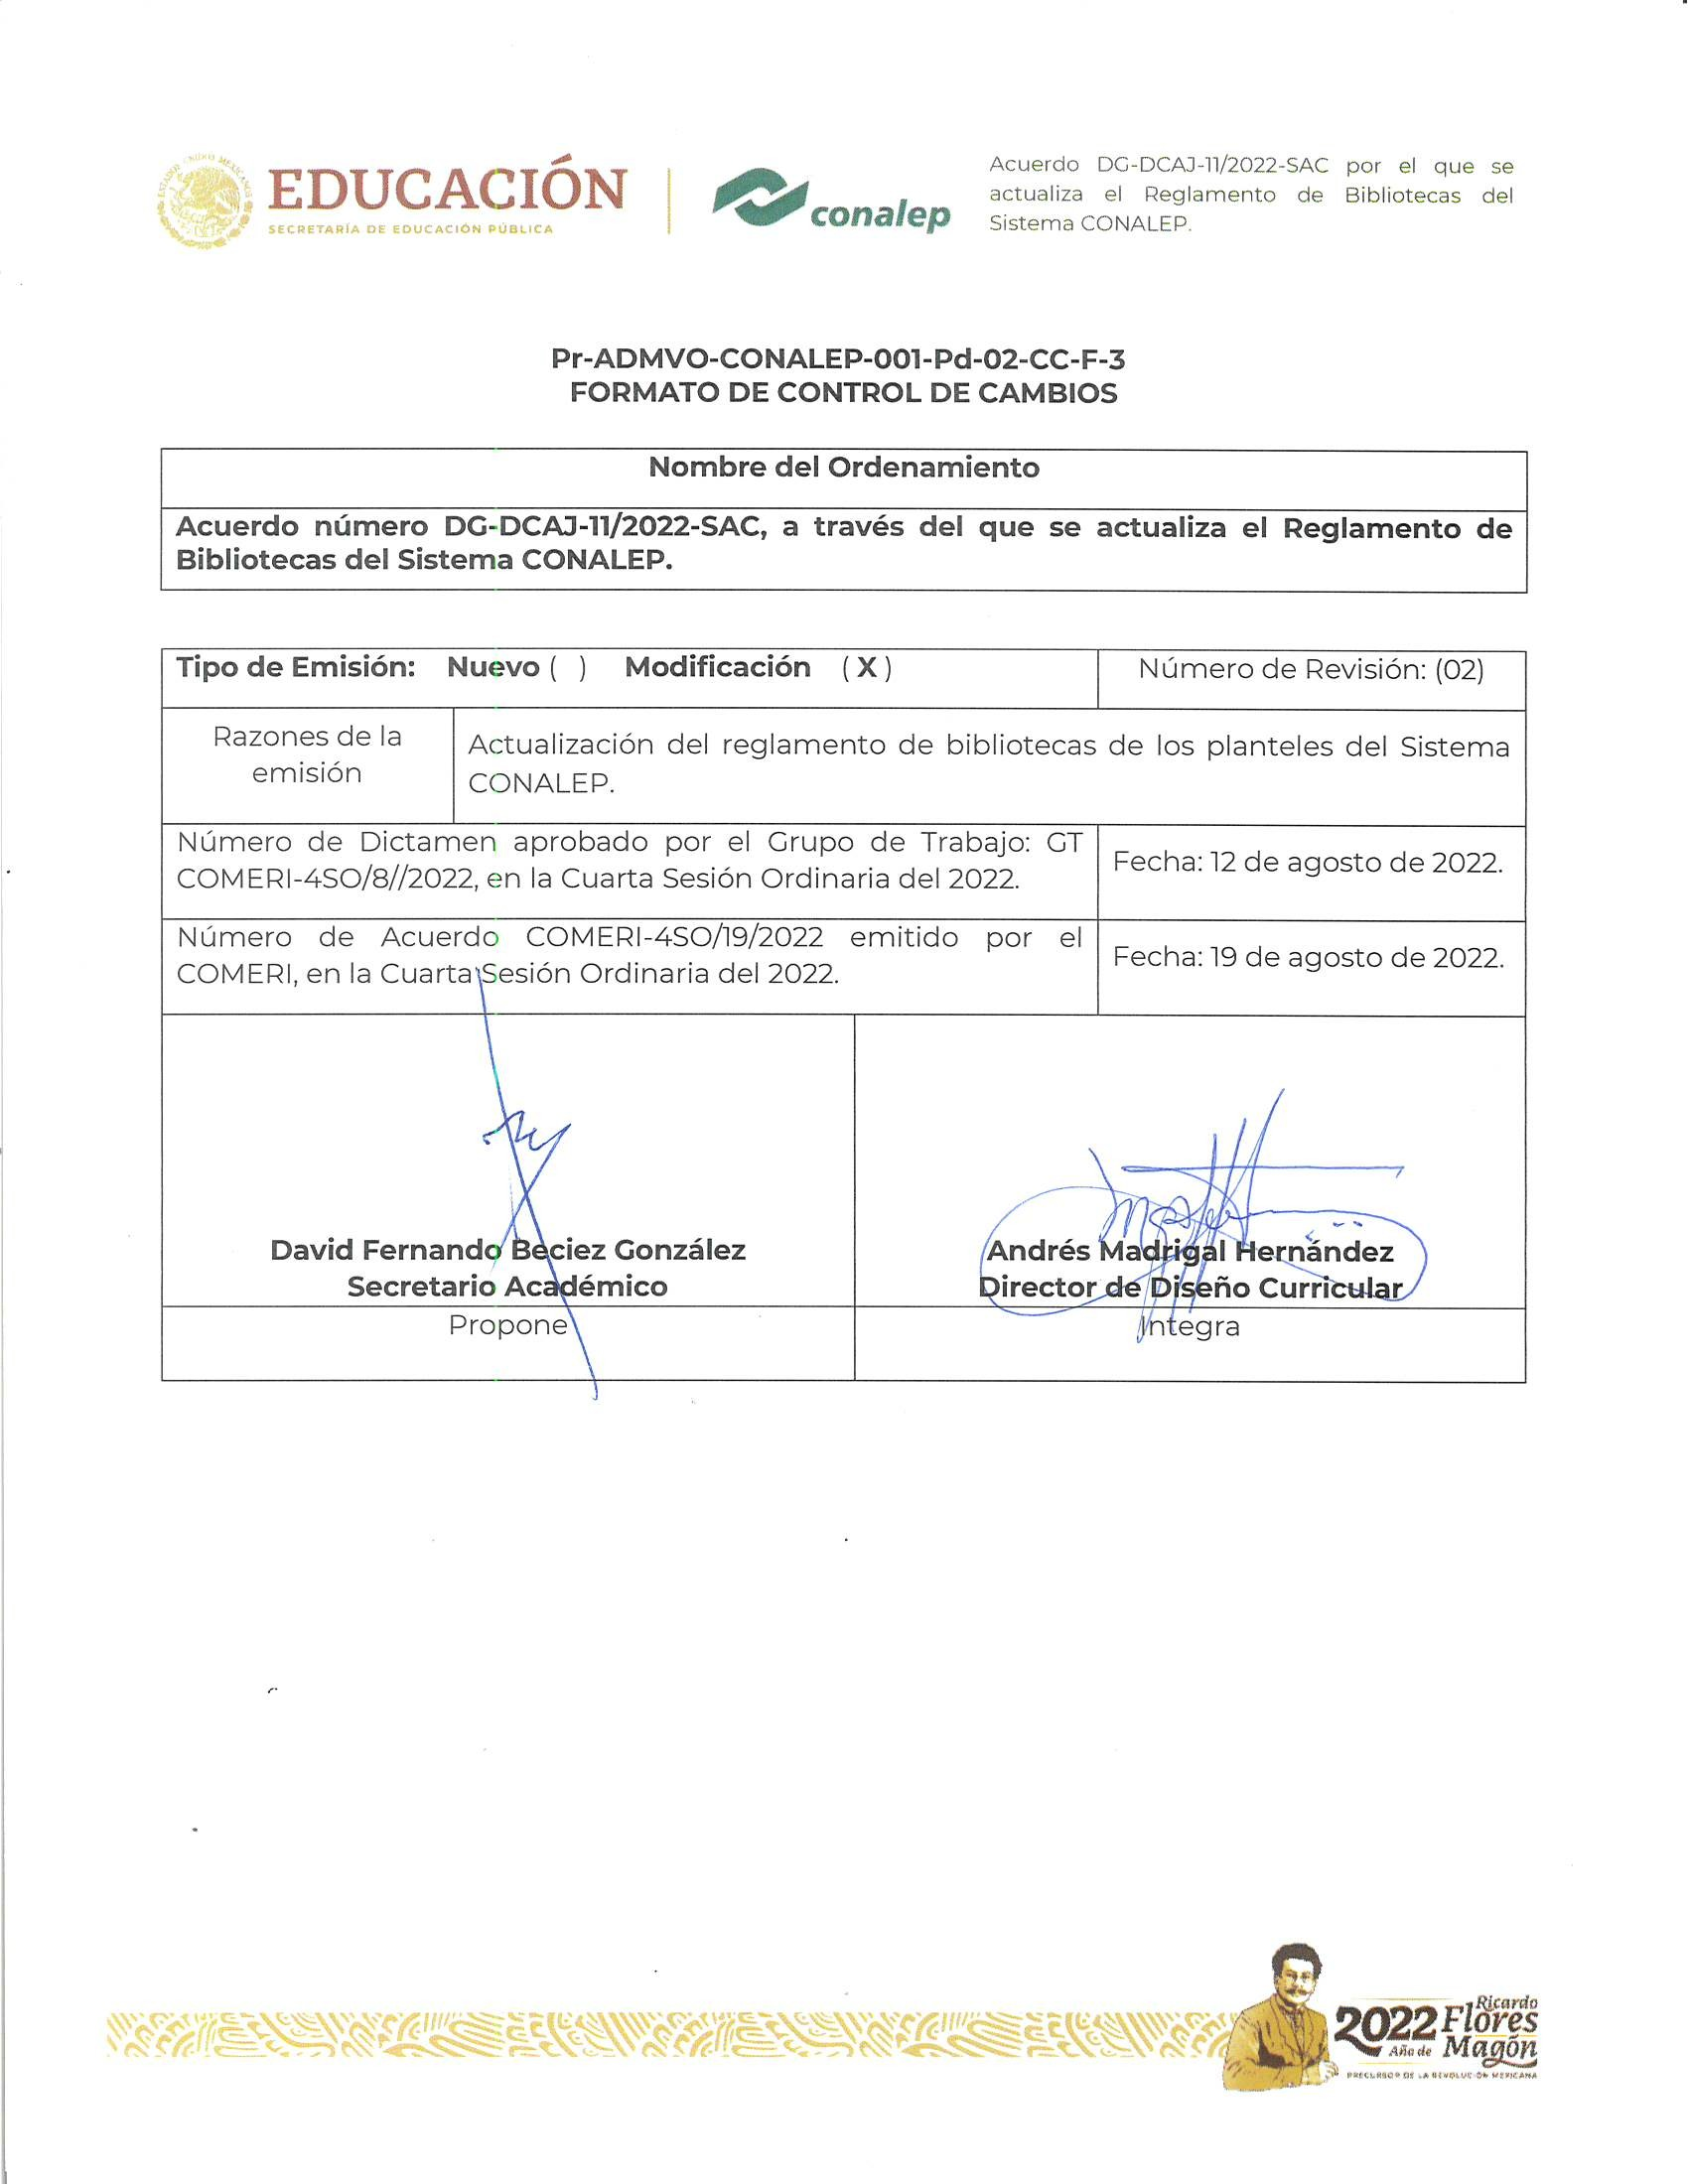 EDUCACIÓN
SECRETARÍA DE EDUCACIÓN PÚBLICA
conalep
Acuerdo DG-DCAJ-11/2022-SAC por el que se
actualiza el Reglamento de Bibliotecas del
Sistema CONALEP.
Pr-ADMVO-CONALEP-001-Pd-02-CC-F-3
FORMATO DE CONTROL DE CAMBIOS
Nombre del Ordenamiento
Acuerdo número DG-DCAJ-11/2022-SAC, a través del que se actualiza el Reglamento de
Bibliotecas del Sistema CONALEP.
Tipo de Emisión: Nuevo ( ) Modificación ( X )
Número de Revisión: (02)
Razones de la
emisión
Actualización del reglamento de bibliotecas de los planteles del Sistema
CONALEP.
Número de Dictamen aprobado por el Grupo de Trabajo: GT
COMERI-4SO/8//2022, en la Cuarta Sesión Ordinaria del 2022.
Fecha: 12 de agosto de 2022.
Número de Acuerdo COMERI-4SO/19/2022 emitido por el
COMERI, en la Cuarta Sesión Ordinaria del 2022.
Fecha: 19 de agosto de 2022.
David Fernando Beciez González
Secretario Académico
Propone
Andrés Madrigal Hernández
Director de Diseño Curricular
Integra
2022 Ricardo
Flores
Año de Magón
PRECURSOR DE LA REVOLUCIÓN MEXICANA